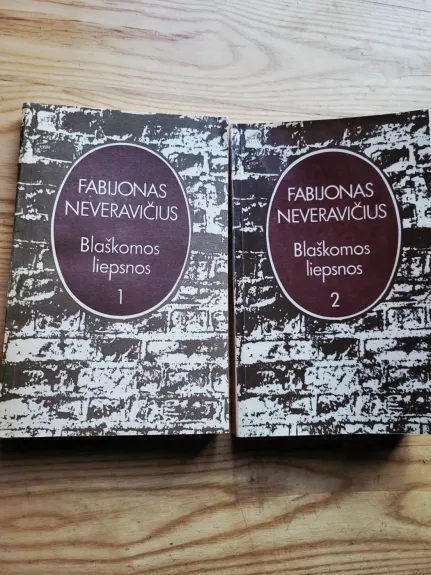 FABIJONAS
NEVERAVIČIUS
Blaškomos
liepsnos
1
FABIJONAS
NEVERAVIČIUS
Blaškomos
liepsnos
2